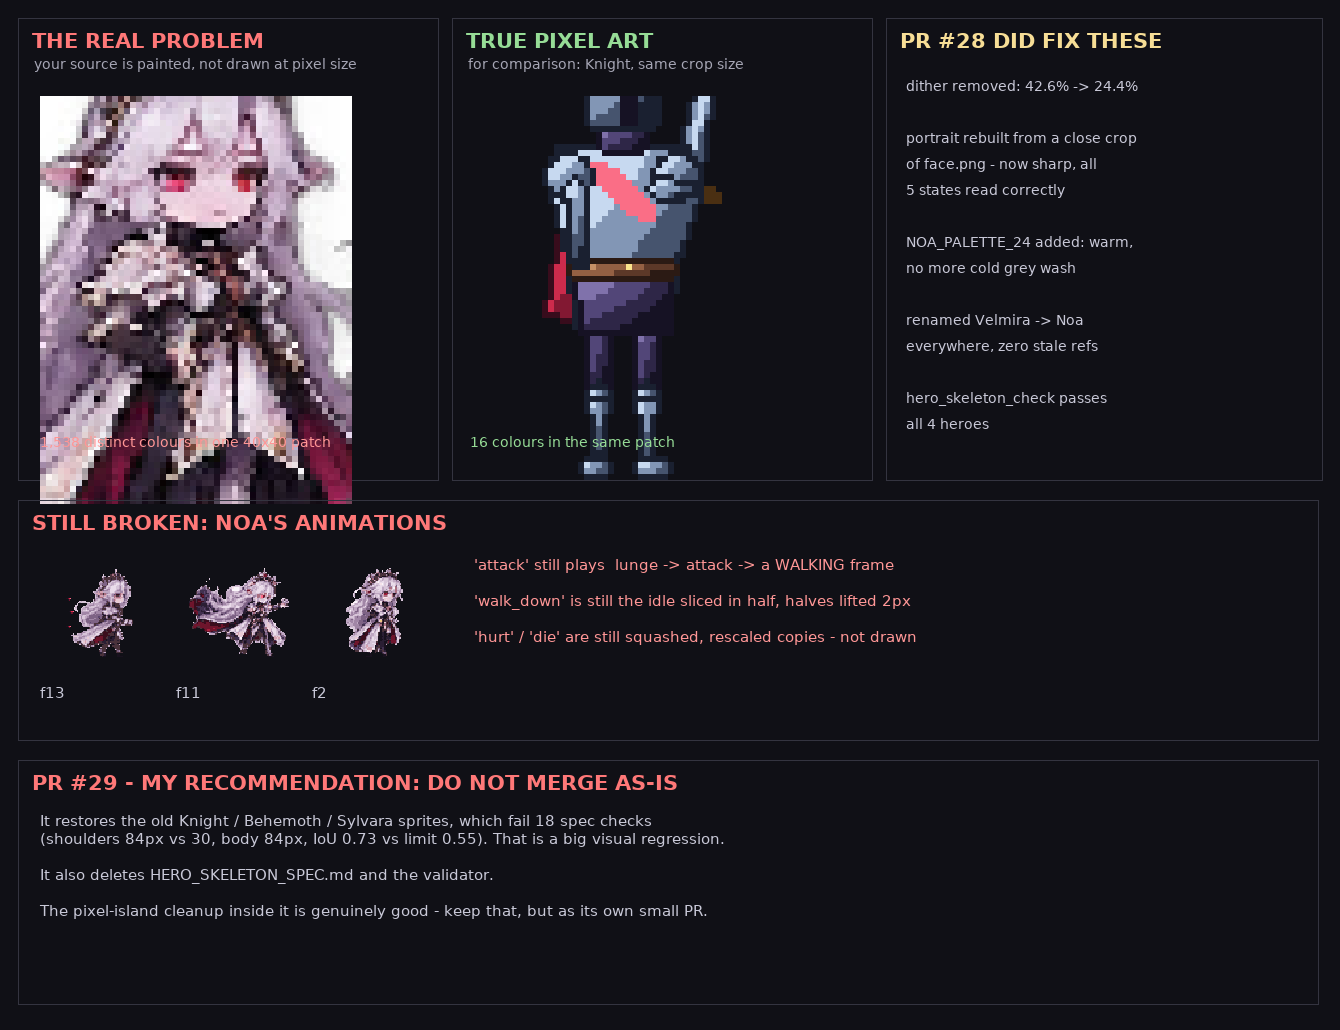 THE REAL PROBLEM
your source is painted, not drawn at pixel size
distinct colours in one patch
TRUE PIXEL ART
for comparison: Knight, same crop size
16 colours in the same patch
PR #28 DID FIX THESE
dither removed: 42.6% -> 24.4%
portrait rebuilt from a close crop
of face.png - now sharp, all
5 states read correctly
NOA_PALETTE_24 added: warm,
no more cold grey wash
renamed Velmira -> Noa
everywhere, zero stale refs
hero_skeleton_check passes
all 4 heroes
STILL BROKEN: NOA'S ANIMATIONS
f13
f11
f2
'attack' still plays  lunge -> attack -> a WALKING frame
'walk_down' is still the idle sliced in half, halves lifted 2px
'hurt' / 'die' are still squashed, rescaled copies - not drawn
PR #29 - MY RECOMMENDATION: DO NOT MERGE AS-IS
It restores the old Knight / Behemoth / Sylvara sprites, which fail 18 spec checks
(shoulders 84px vs 30, body 84px, IoU 0.73 vs limit 0.55). That is a big visual regression.
It also deletes HERO_SKELETON_SPEC.md and the validator.
The pixel-island cleanup inside it is genuinely good - keep that, but as its own small PR.